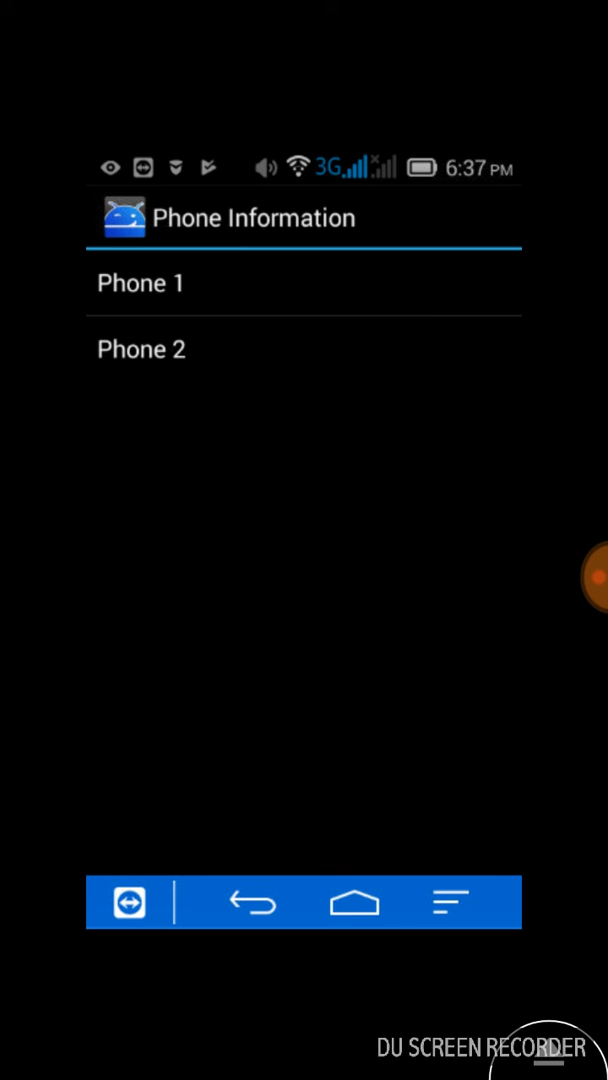 3G 6:37 PM
Phone Information
Phone 1
Phone 2
DU SCREEN RECORDER